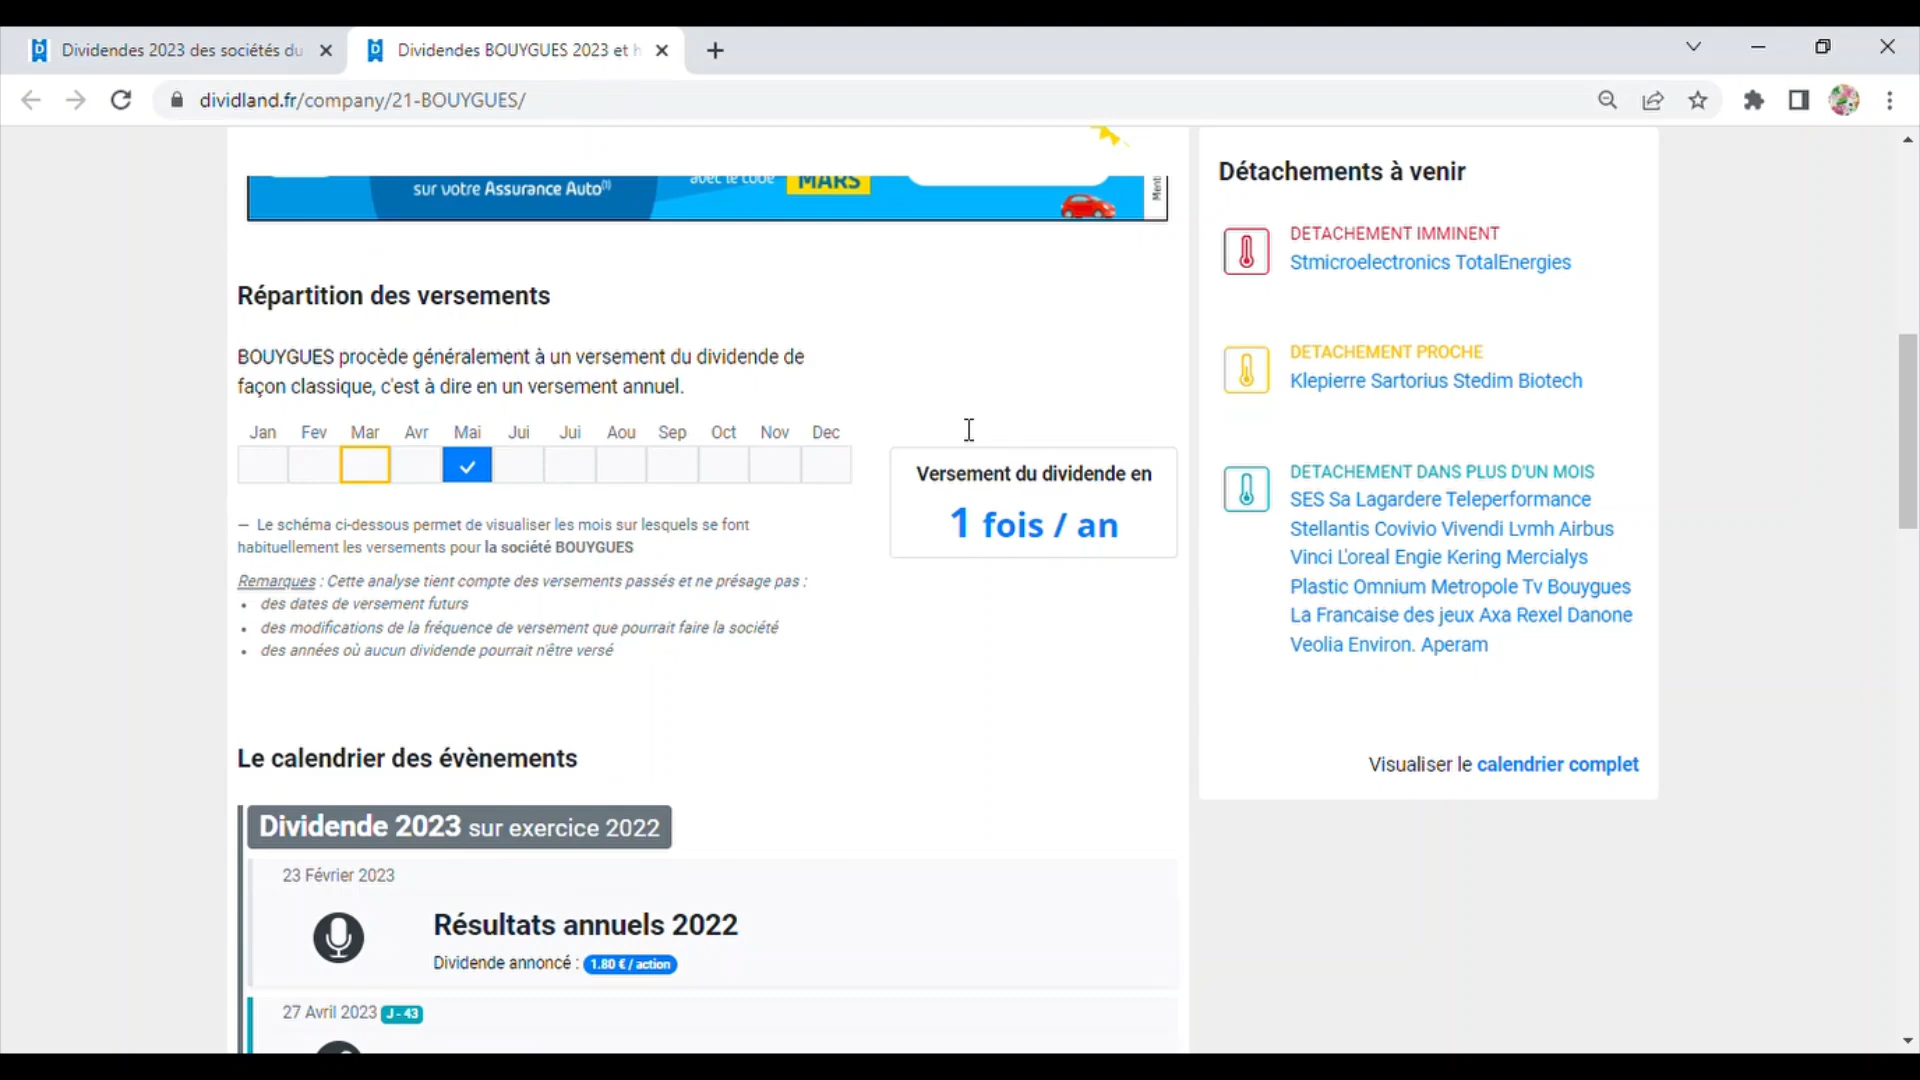 Dividendes 2023 des sociétés du
Dividendes BOUYGUES 2023 et h
dividland.fr/company/21-BOUYGUES/
sur votre Assurance Auto(1)
avec le code
MARS
Répartition des versements
BOUYGUES procède généralement à un versement du dividende de
façon classique, c'est à dire en un versement annuel.
Jan Fev Mar Avr Mai Jui Jui Aou Sep Oct Nov Dec
Versement du dividende en
1 fois / an
— Le schéma ci-dessous permet de visualiser les mois sur lesquels se font
habituellement les versements pour la société BOUYGUES
Remarques : Cette analyse tient compte des versements passés et ne présage pas :
• des dates de versement futurs
• des modifications de la fréquence de versement que pourrait faire la société
• des années où aucun dividende pourrait n'être versé
Le calendrier des évènements
Dividende 2023 sur exercice 2022
23 Février 2023
Résultats annuels 2022
Dividende annoncé : 1.80 € / action
27 Avril 2023 J - 43
Détachements à venir
DETACHEMENT IMMINENT
Stmicroelectronics TotalEnergies
DETACHEMENT PROCHE
Klepierre Sartorius Stedim Biotech
DETACHEMENT DANS PLUS D'UN MOIS
SES Sa Lagardere Teleperformance
Stellantis Covivio Vivendi Lvmh Airbus
Vinci L'oreal Engie Kering Mercialys
Plastic Omnium Metropole Tv Bouygues
La Francaise des jeux Axa Rexel Danone
Veolia Environ. Aperam
Visualiser le calendrier complet